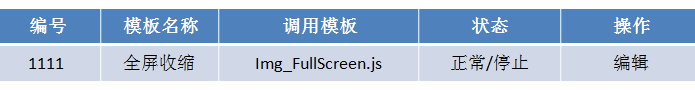 编号 模板名称 调用模板 状态 操作
1111 全屏收缩 Img_FullScreen.js 正常/停止 编辑